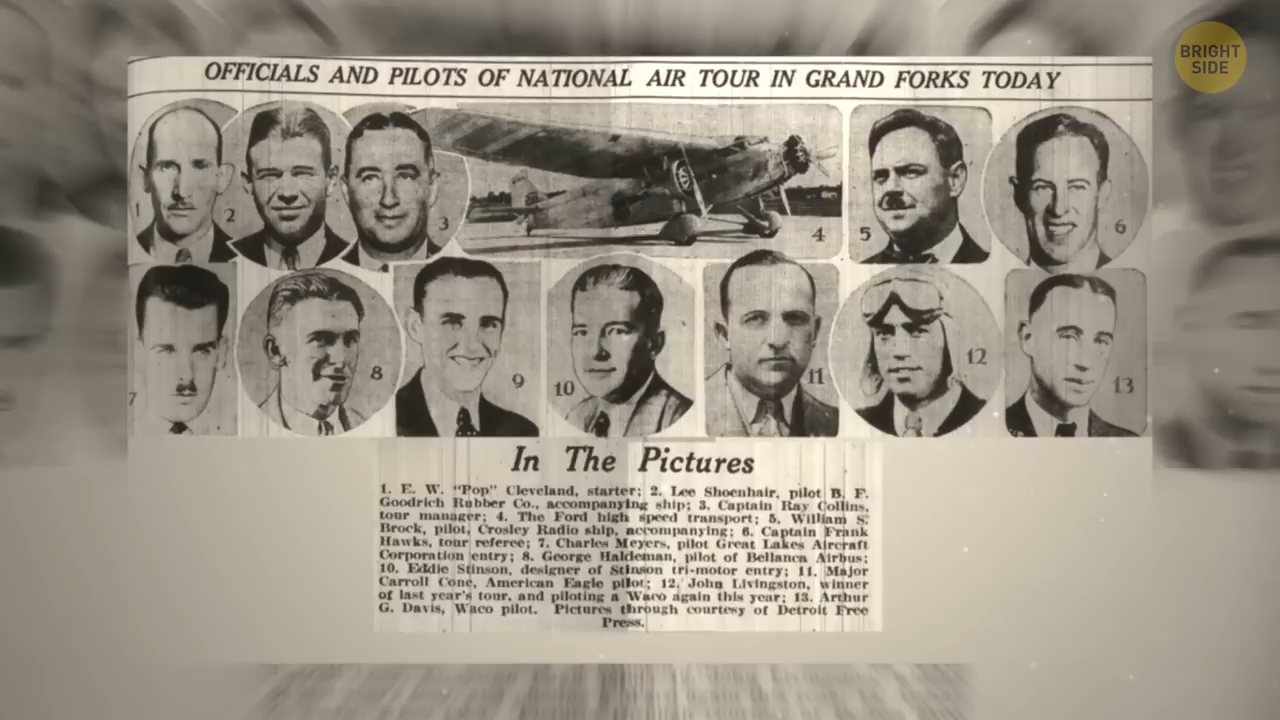 BRIGHT
SIDE
OFFICIALS AND PILOTS OF NATIONAL AIR TOUR IN GRAND FORKS TODAY
1
2
3
4
5
6
7
8
9
10
11
12
13
In The Pictures
1. E. W. "Pop" Cleveland, starter; 2. Lee Shoenhair, pilot B. F.
Goodrich Rubber Co., accompanying ship; 3. Captain Ray Collins,
tour manager; 4. The Ford high speed transport; 5. William S.
Brock, pilot, Crosley Radio ship, accompanying; 6. Captain Frank
Hawks, tour referee; 7. Charles Meyers, pilot Great Lakes Aircraft
Corporation entry; 8. George Haldeman, pilot of Bellanca Airbus;
10. Eddie Stinson, designer of Stinson tri-motor entry; 11. Major
Carroll Cone, American Eagle pilot; 12. John Livingston, winner
of last year's tour, and piloting a Waco again this year; 13. Arthur
G. Davis, Waco pilot. Pictures through courtesy of Detroit Free
Press.